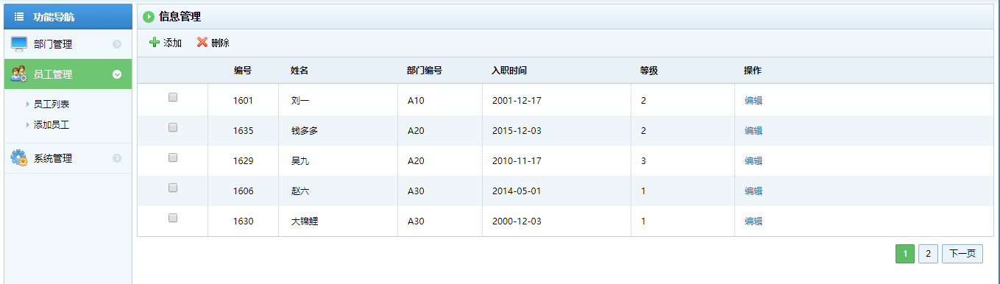 功能导航
部门管理
员工管理
员工列表
添加员工
系统管理
信息管理
添加 删除
编号 姓名 部门编号 入职时间 等级 操作
1601 刘一 A10 2001-12-17 2 编辑
1635 钱多多 A20 2015-12-03 2 编辑
1629 吴九 A20 2010-11-17 3 编辑
1606 赵六 A30 2014-05-01 1 编辑
1630 大锦鲤 A30 2000-12-03 1 编辑
1 2 下一页